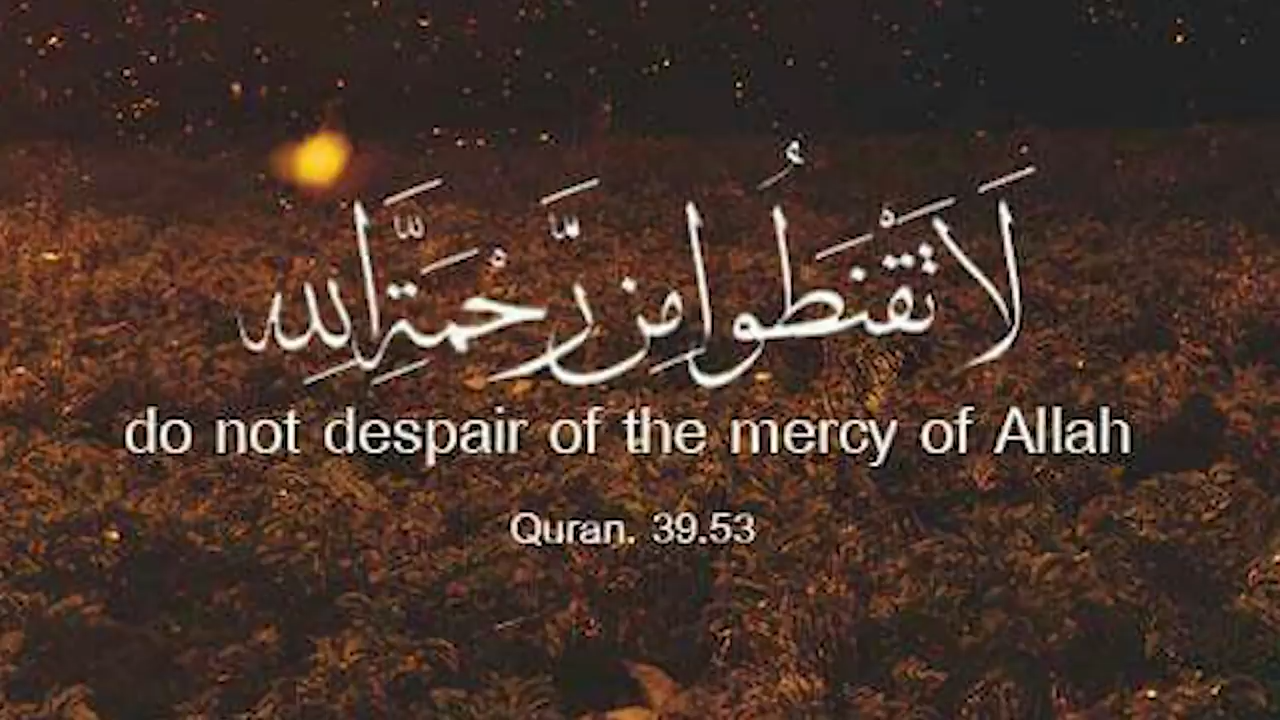 لَا تَقْنَطُوا مِن رَّحْمَةِ اللَّهِ
do not despair of the mercy of Allah
Quran. 39.53